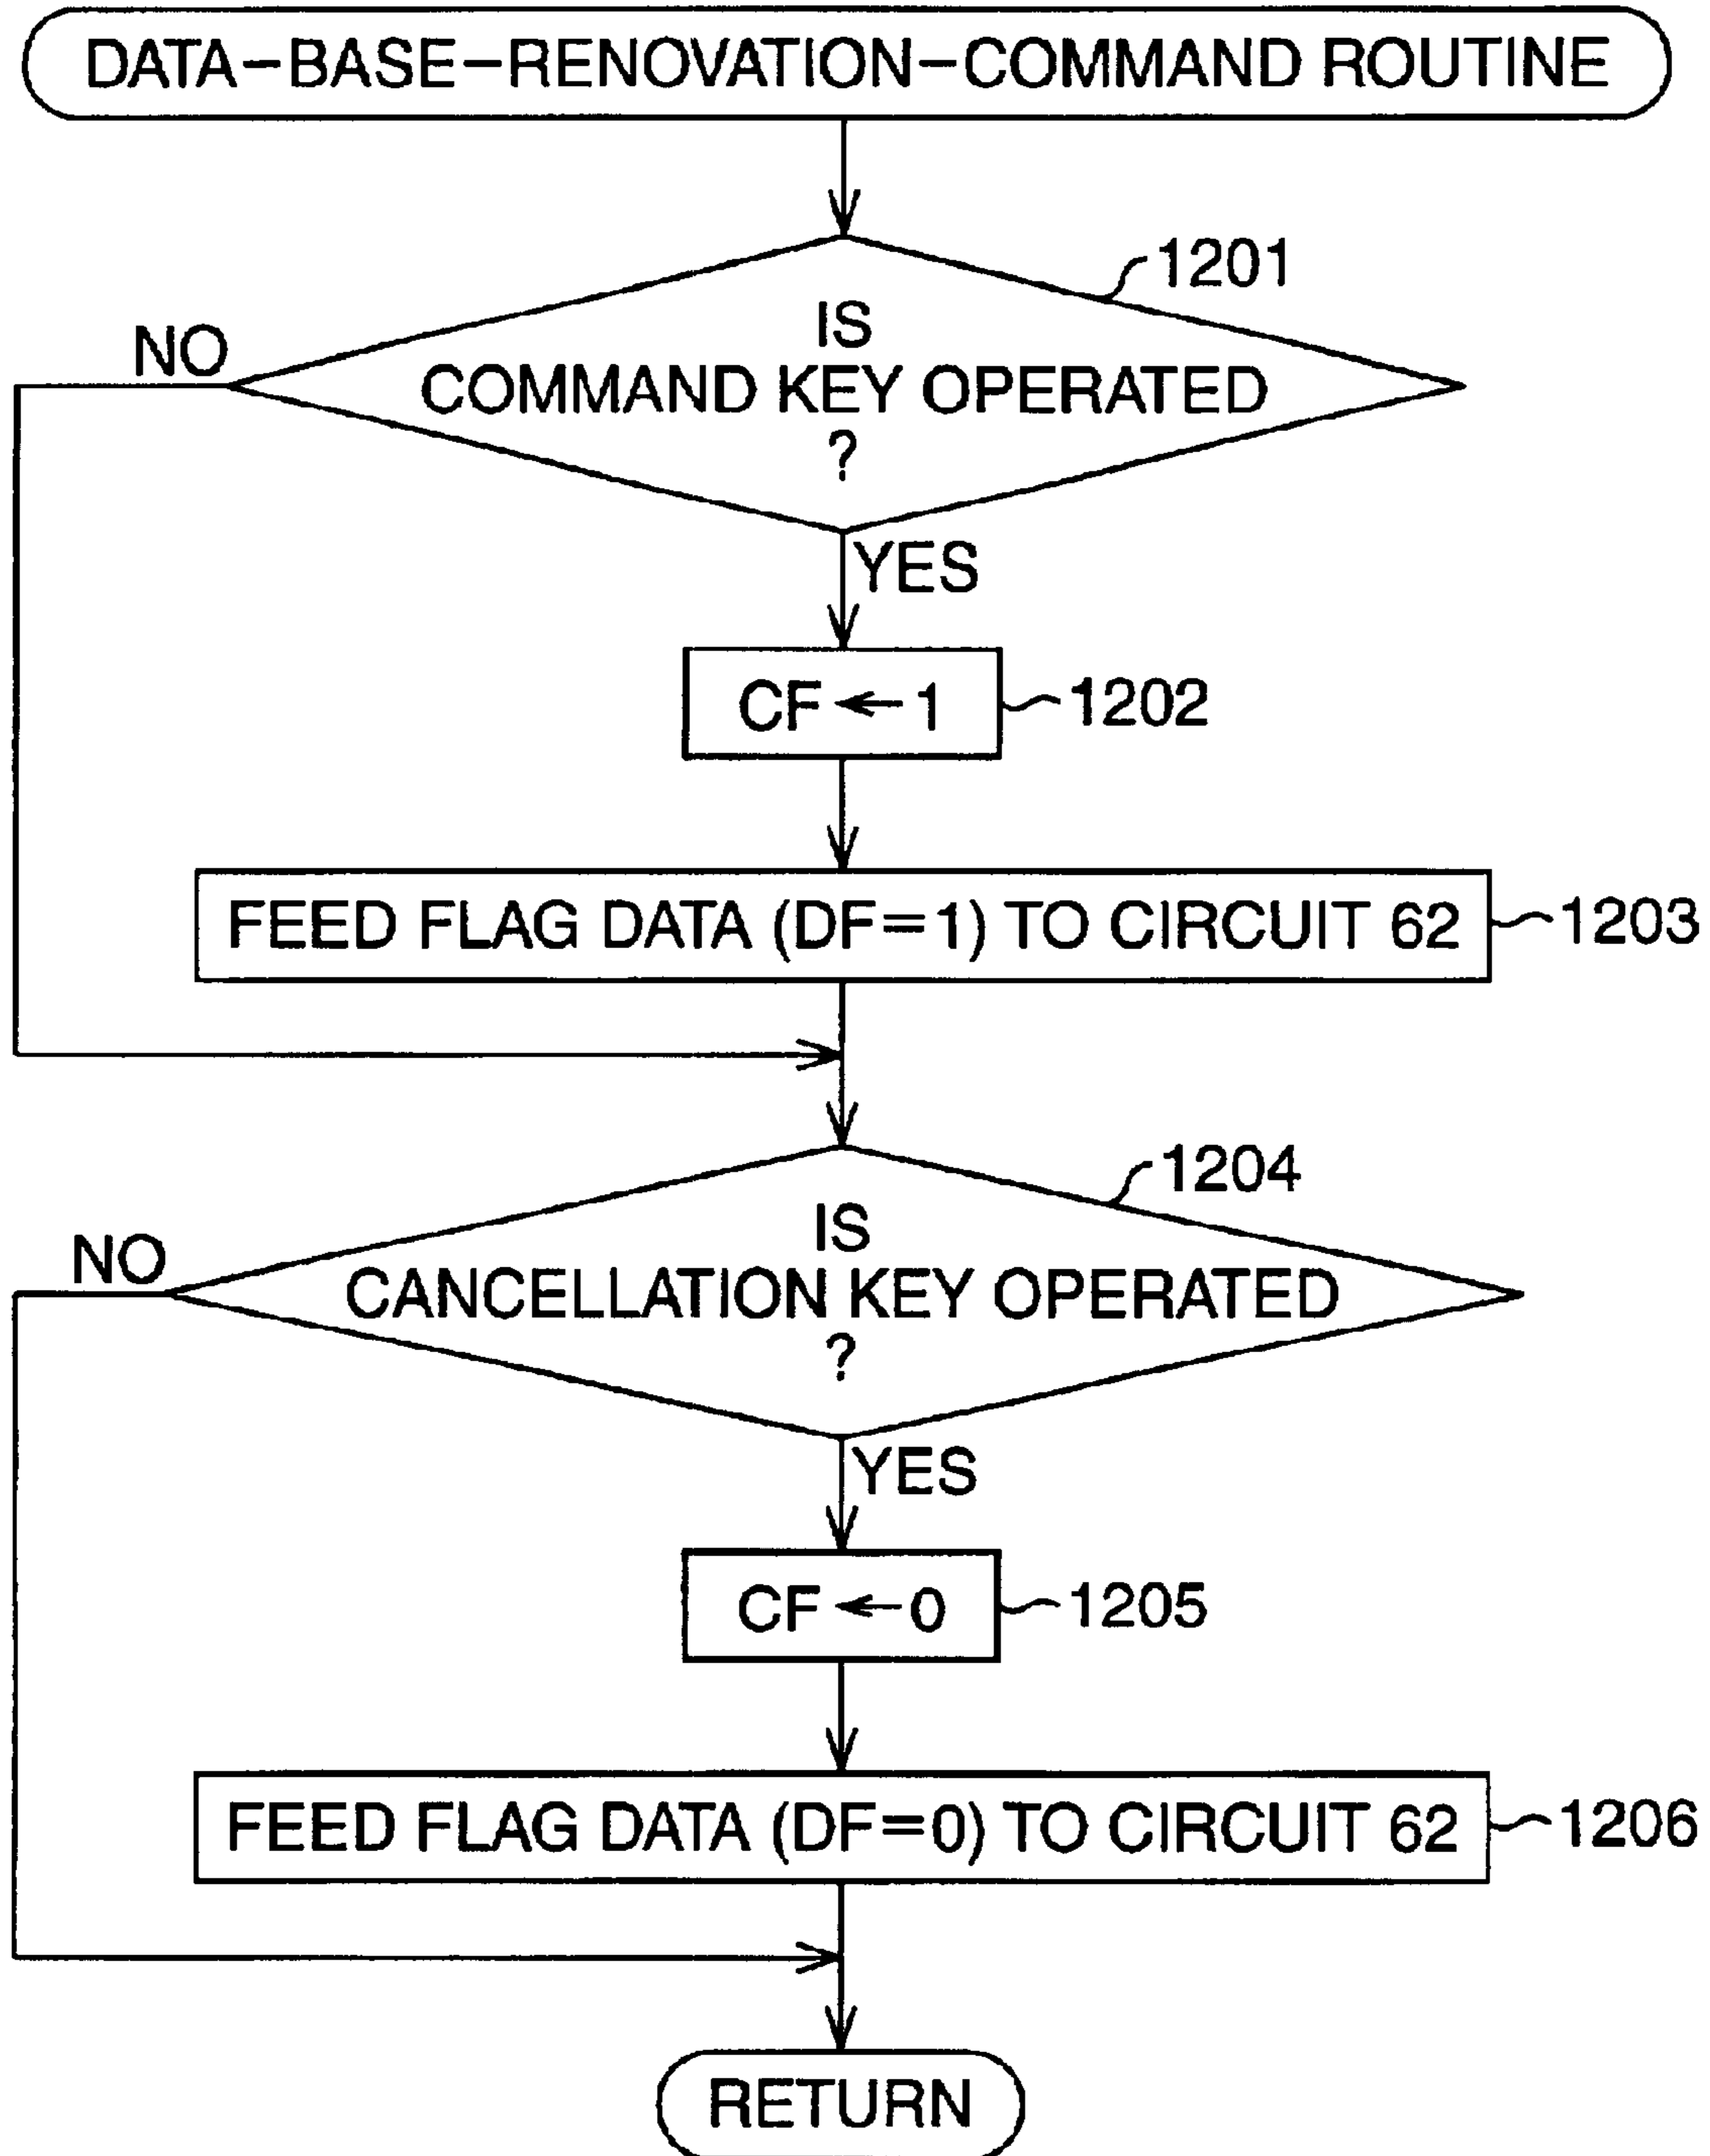 DATA-BASE-RENOVATION-COMMAND ROUTINE
1201
IS
COMMAND KEY OPERATED
?
NO
YES
CF ← 1
1202
FEED FLAG DATA (DF=1) TO CIRCUIT 62
1203
1204
IS
CANCELLATION KEY OPERATED
?
NO
YES
CF ← 0
1205
FEED FLAG DATA (DF=0) TO CIRCUIT 62
1206
RETURN